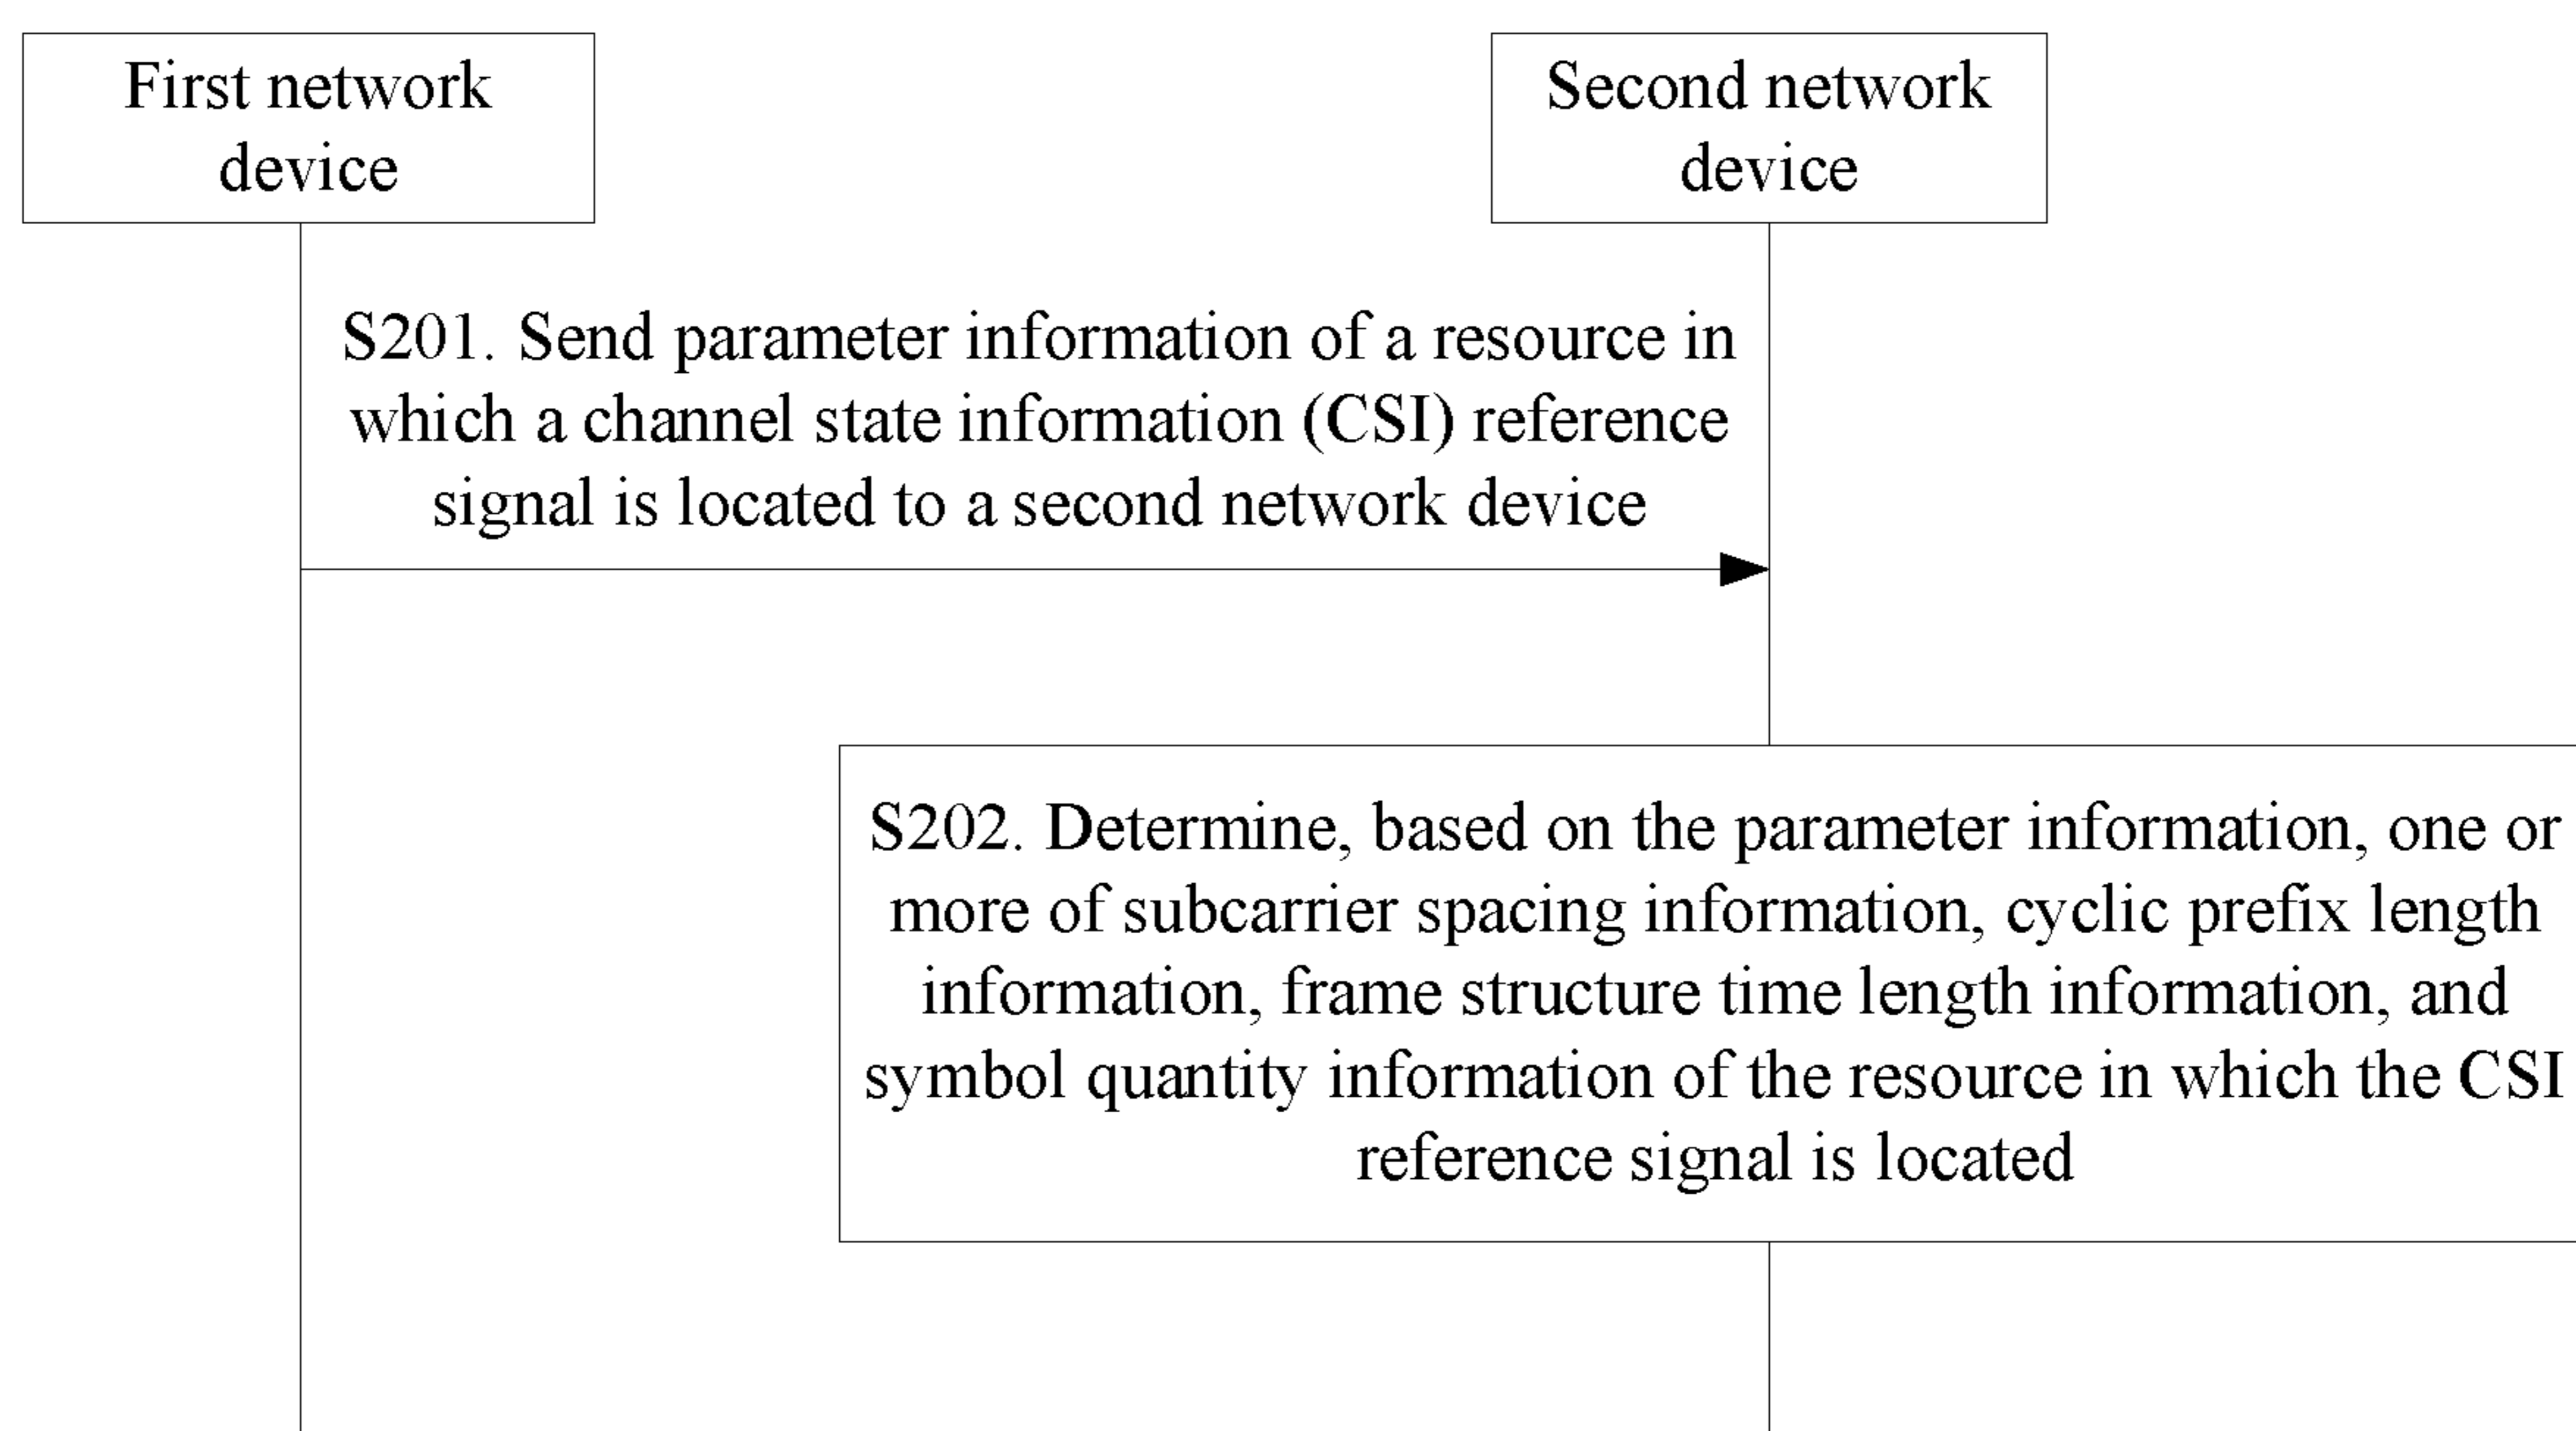 First network
device
Second network
device
S201. Send parameter information of a resource in
which a channel state information (CSI) reference
signal is located to a second network device
S202. Determine, based on the parameter information, one or
more of subcarrier spacing information, cyclic prefix length
information, frame structure time length information, and
symbol quantity information of the resource in which the CSI
reference signal is located